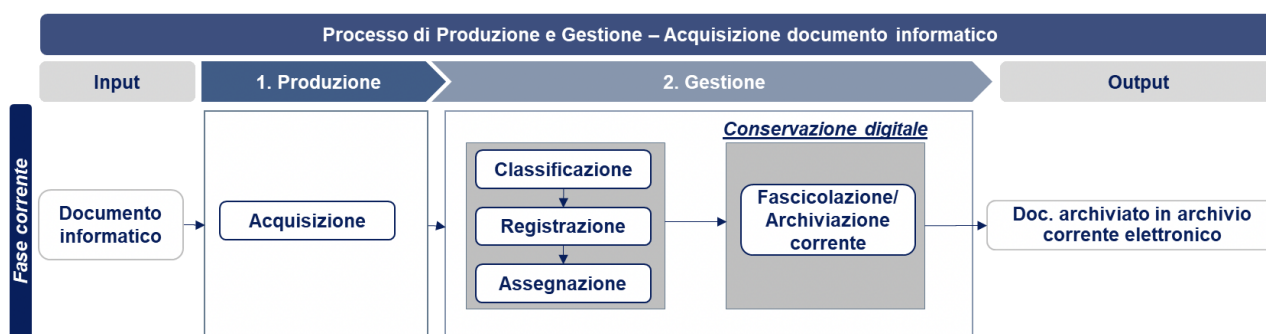 Processo di Produzione e Gestione – Acquisizione documento informatico
Input
1. Produzione
2. Gestione
Output
Fase corrente
Documento
informatico
Acquisizione
Classificazione
Registrazione
Assegnazione
Conservazione digitale
Fascicolazione/
Archiviazione
corrente
Doc. archiviato in archivio
corrente elettronico